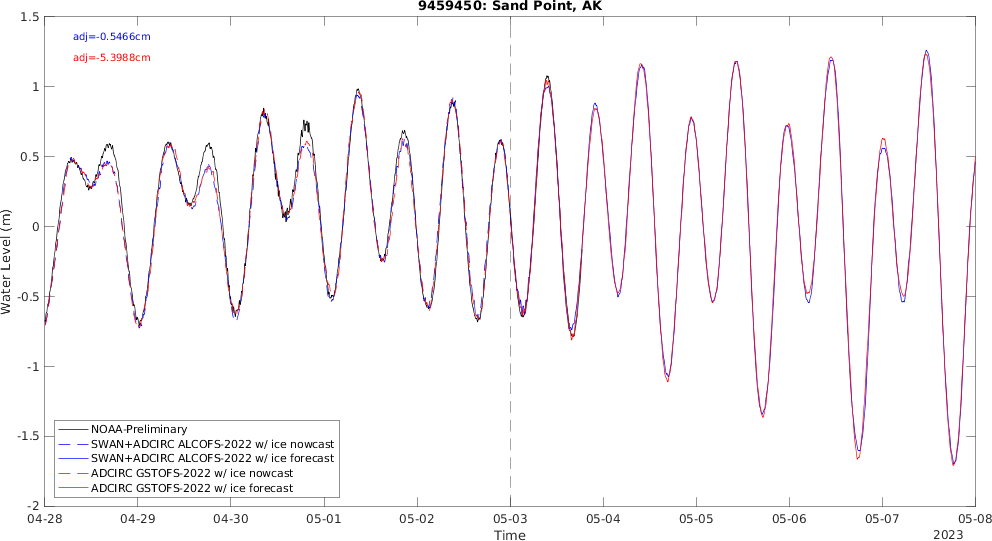 9459450: Sand Point, AK
adj=-0.5466cm
adj=-5.3988cm
1.5
1
0.5
0
-0.5
-1
-1.5
-2
Water Level (m)
NOAA-Preliminary
SWAN+ADCIRC ALCOFS-2022 w/ ice nowcast
SWAN+ADCIRC ALCOFS-2022 w/ ice forecast
ADCIRC GSTOFS-2022 w/ ice nowcast
ADCIRC GSTOFS-2022 w/ ice forecast
04-28 04-29 04-30 05-01 05-02 05-03 05-04 05-05 05-06 05-07 05-08
Time
2023